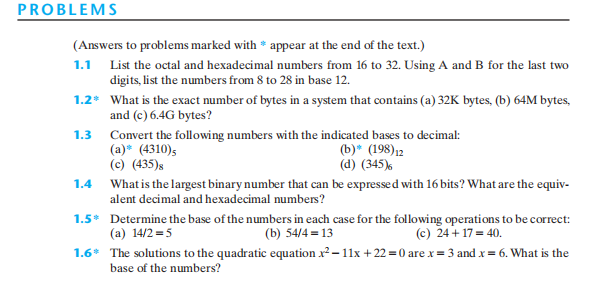 PROBLEMS
(Answers to problems marked with * appear at the end of the text.)
1.1 List the octal and hexadecimal numbers from 16 to 32. Using A and B for the last two
digits, list the numbers from 8 to 28 in base 12.
1.2* What is the exact number of bytes in a system that contains (a) 32K bytes, (b) 64M bytes,
and (c) 6.4G bytes?
1.3 Convert the following numbers with the indicated bases to decimal:
(a)* (4310)₅ (b)* (198)₁₂
(c) (435)₈ (d) (345)₆
1.4 What is the largest binary number that can be expressed with 16 bits? What are the equiv-
alent decimal and hexadecimal numbers?
1.5* Determine the base of the numbers in each case for the following operations to be correct:
(a) 14/2 = 5 (b) 54/4 = 13 (c) 24 + 17 = 40.
1.6* The solutions to the quadratic equation x² − 11x + 22 = 0 are x = 3 and x = 6. What is the
base of the numbers?